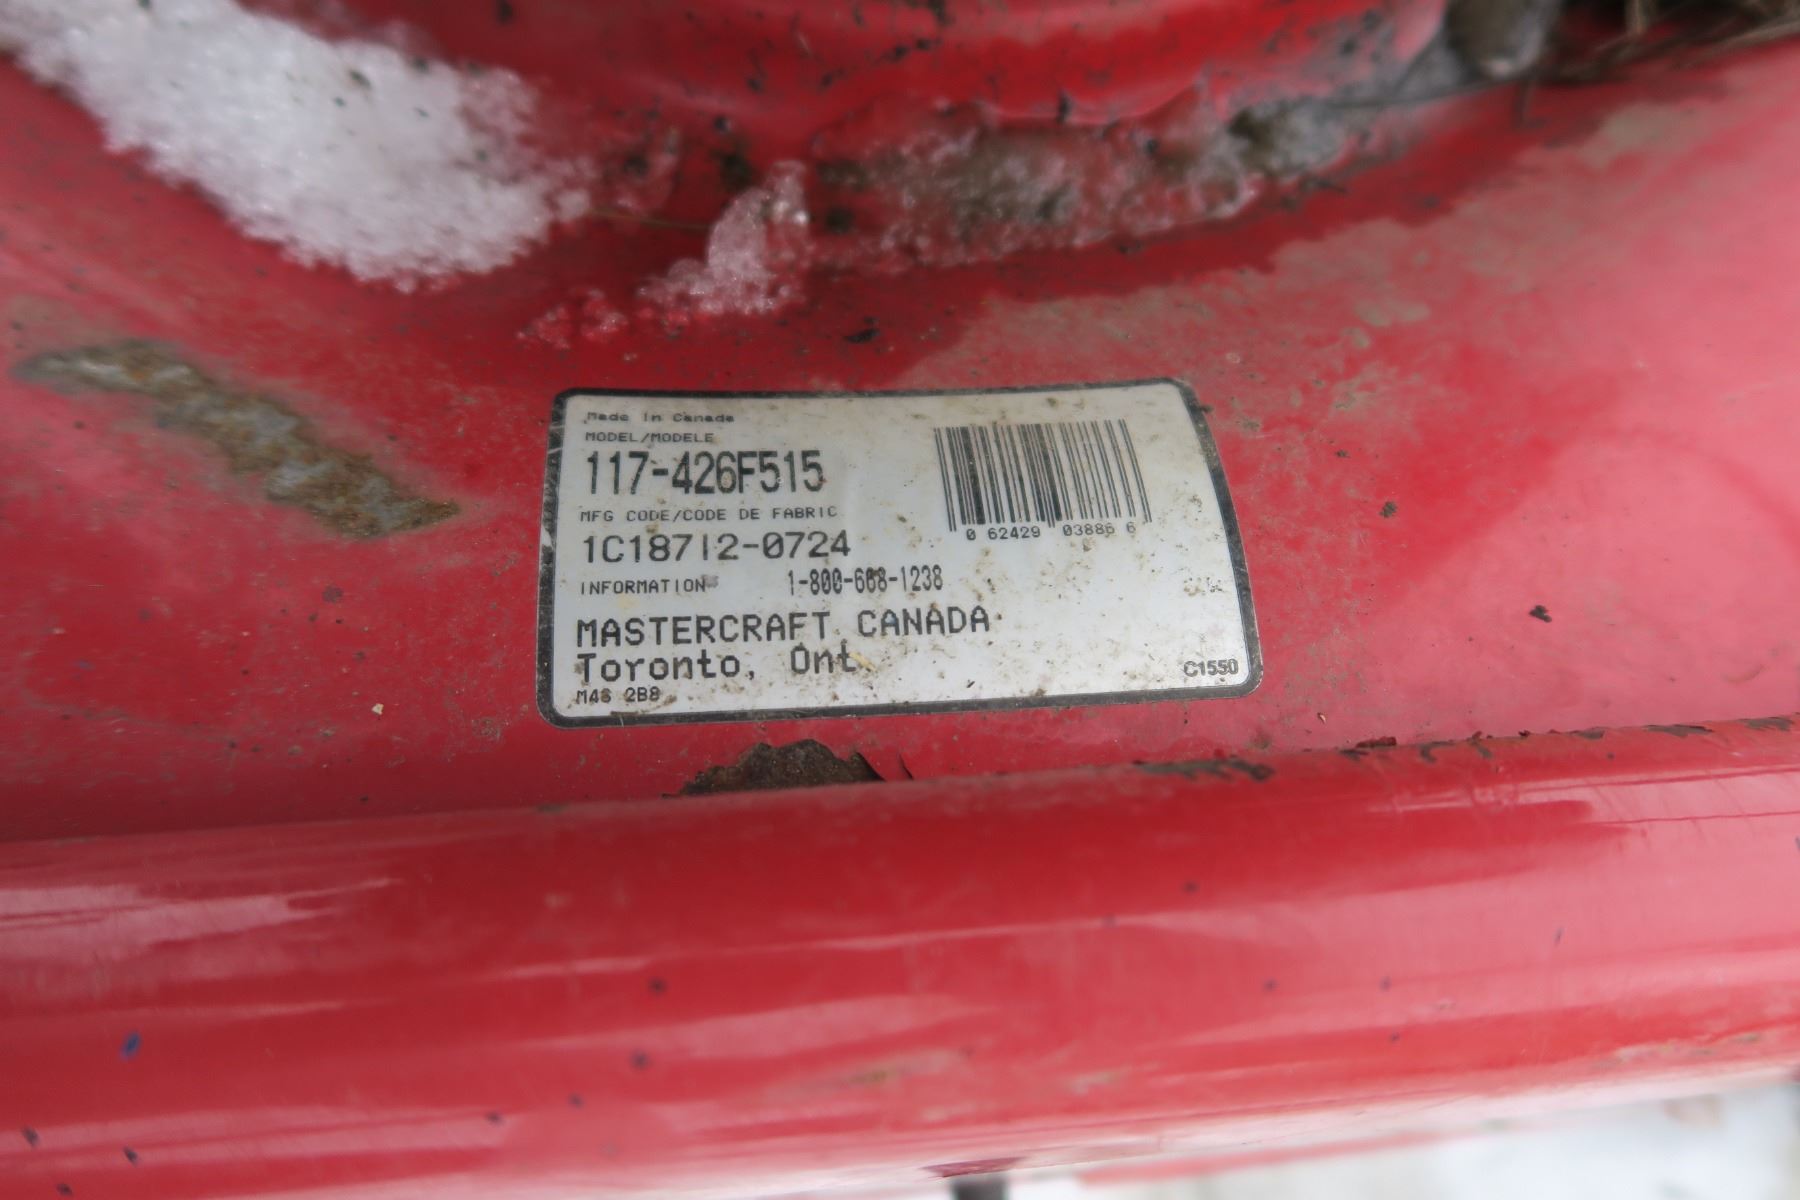 Made In Canada
MODEL/MODELE
117-426F515
MFG CODE/CODE DE FABRIC
1C18712-0724
INFORMATION 1-800-668-1238
MASTERCRAFT CANADA
Toronto, Ont.
M4S 2B8
0 62429 03886 6
C1550